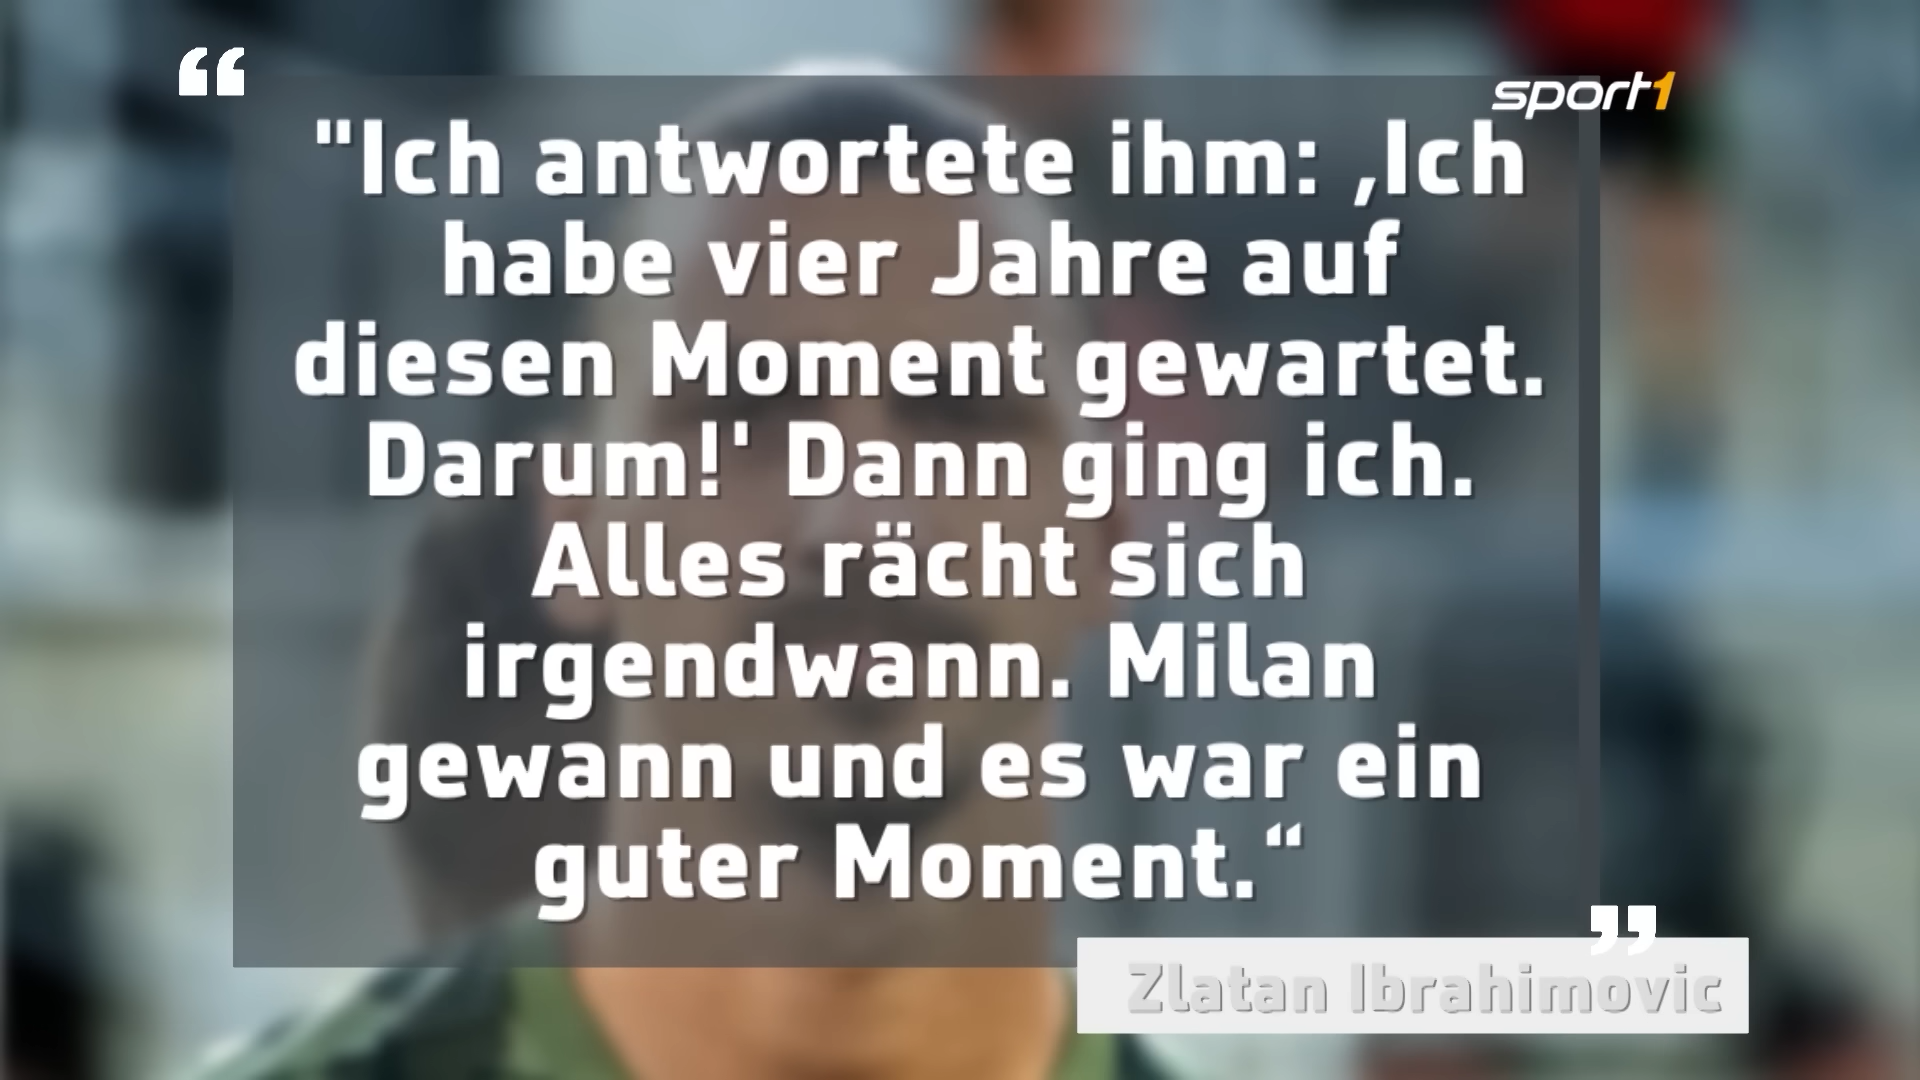 “
sport1
"Ich antwortete ihm: ‚Ich
habe vier Jahre auf
diesen Moment gewartet.
Darum!' Dann ging ich.
Alles rächt sich
irgendwann. Milan
gewann und es war ein
guter Moment.“
”
Zlatan Ibrahimovic